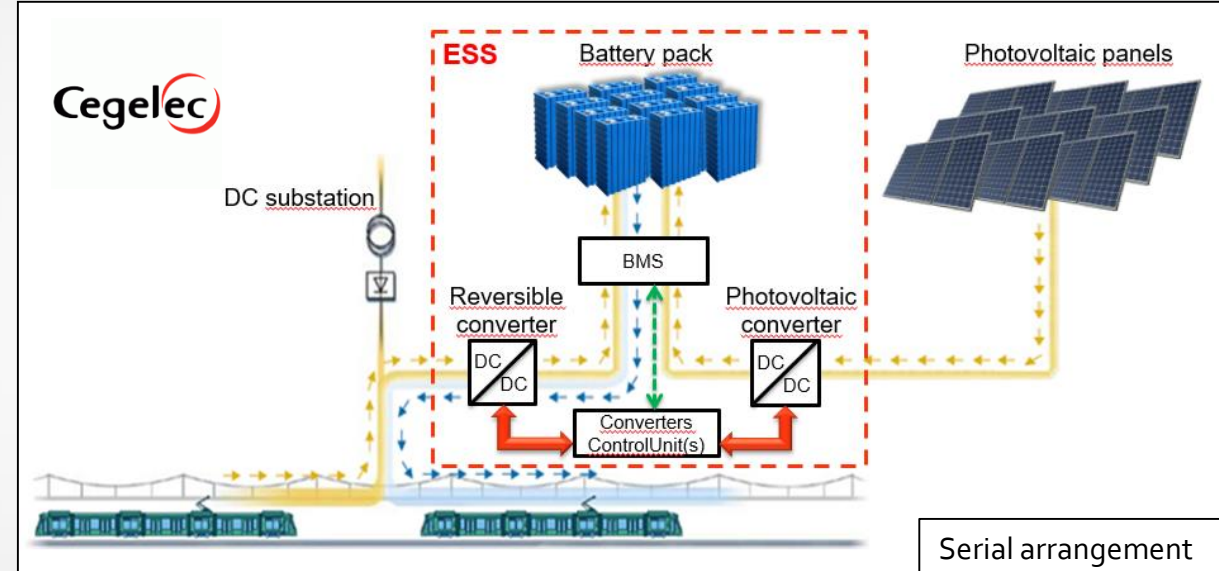 Cegelec
ESS
Battery pack
Photovoltaic panels
DC substation
BMS
Reversible
converter
Photovoltaic
converter
DC
DC
DC
DC
Converters
ControlUnit(s)
Serial arrangement